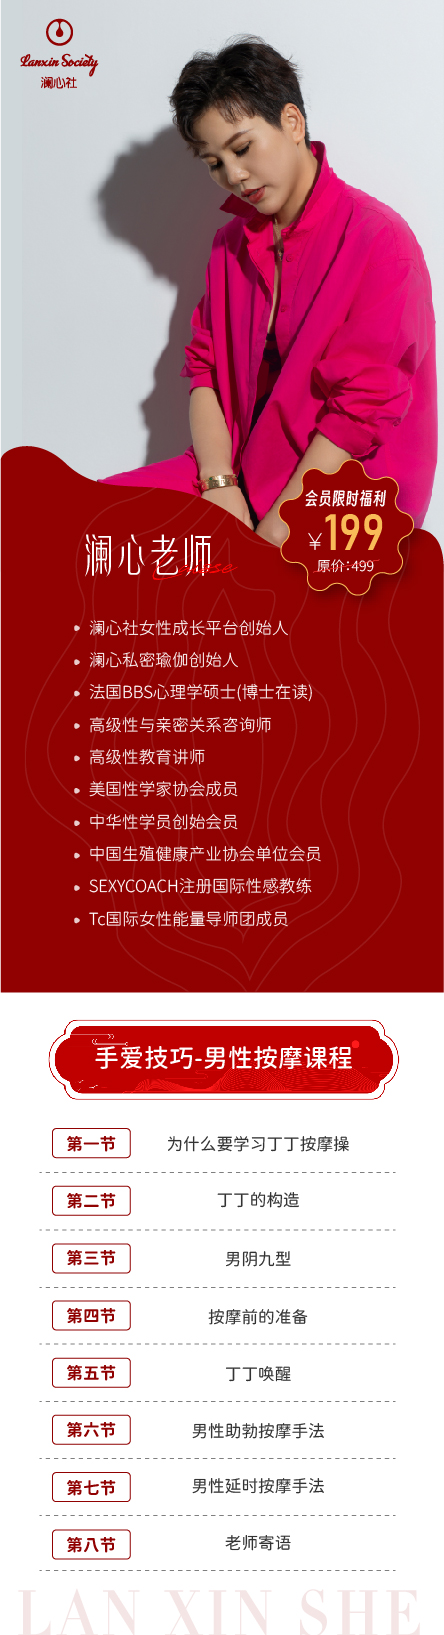 Lanxin Society
澜心社
会员限时福利
¥199
原价:499
澜心老师
澜心社女性成长平台创始人
澜心私密瑜伽创始人
法国BBS心理学硕士(博士在读)
高级性与亲密关系咨询师
高级性教育讲师
美国性学家协会成员
中华性学员创始会员
中国生殖健康产业协会单位会员
SEXYCOACH注册国际性感教练
Tc国际女性能量导师团成员
手爱技巧-男性按摩课程
第一节 为什么要学习丁丁按摩操
第二节 丁丁的构造
第三节 男阴九型
第四节 按摩前的准备
第五节 丁丁唤醒
第六节 男性助勃按摩手法
第七节 男性延时按摩手法
第八节 老师寄语
LAN XIN SHE